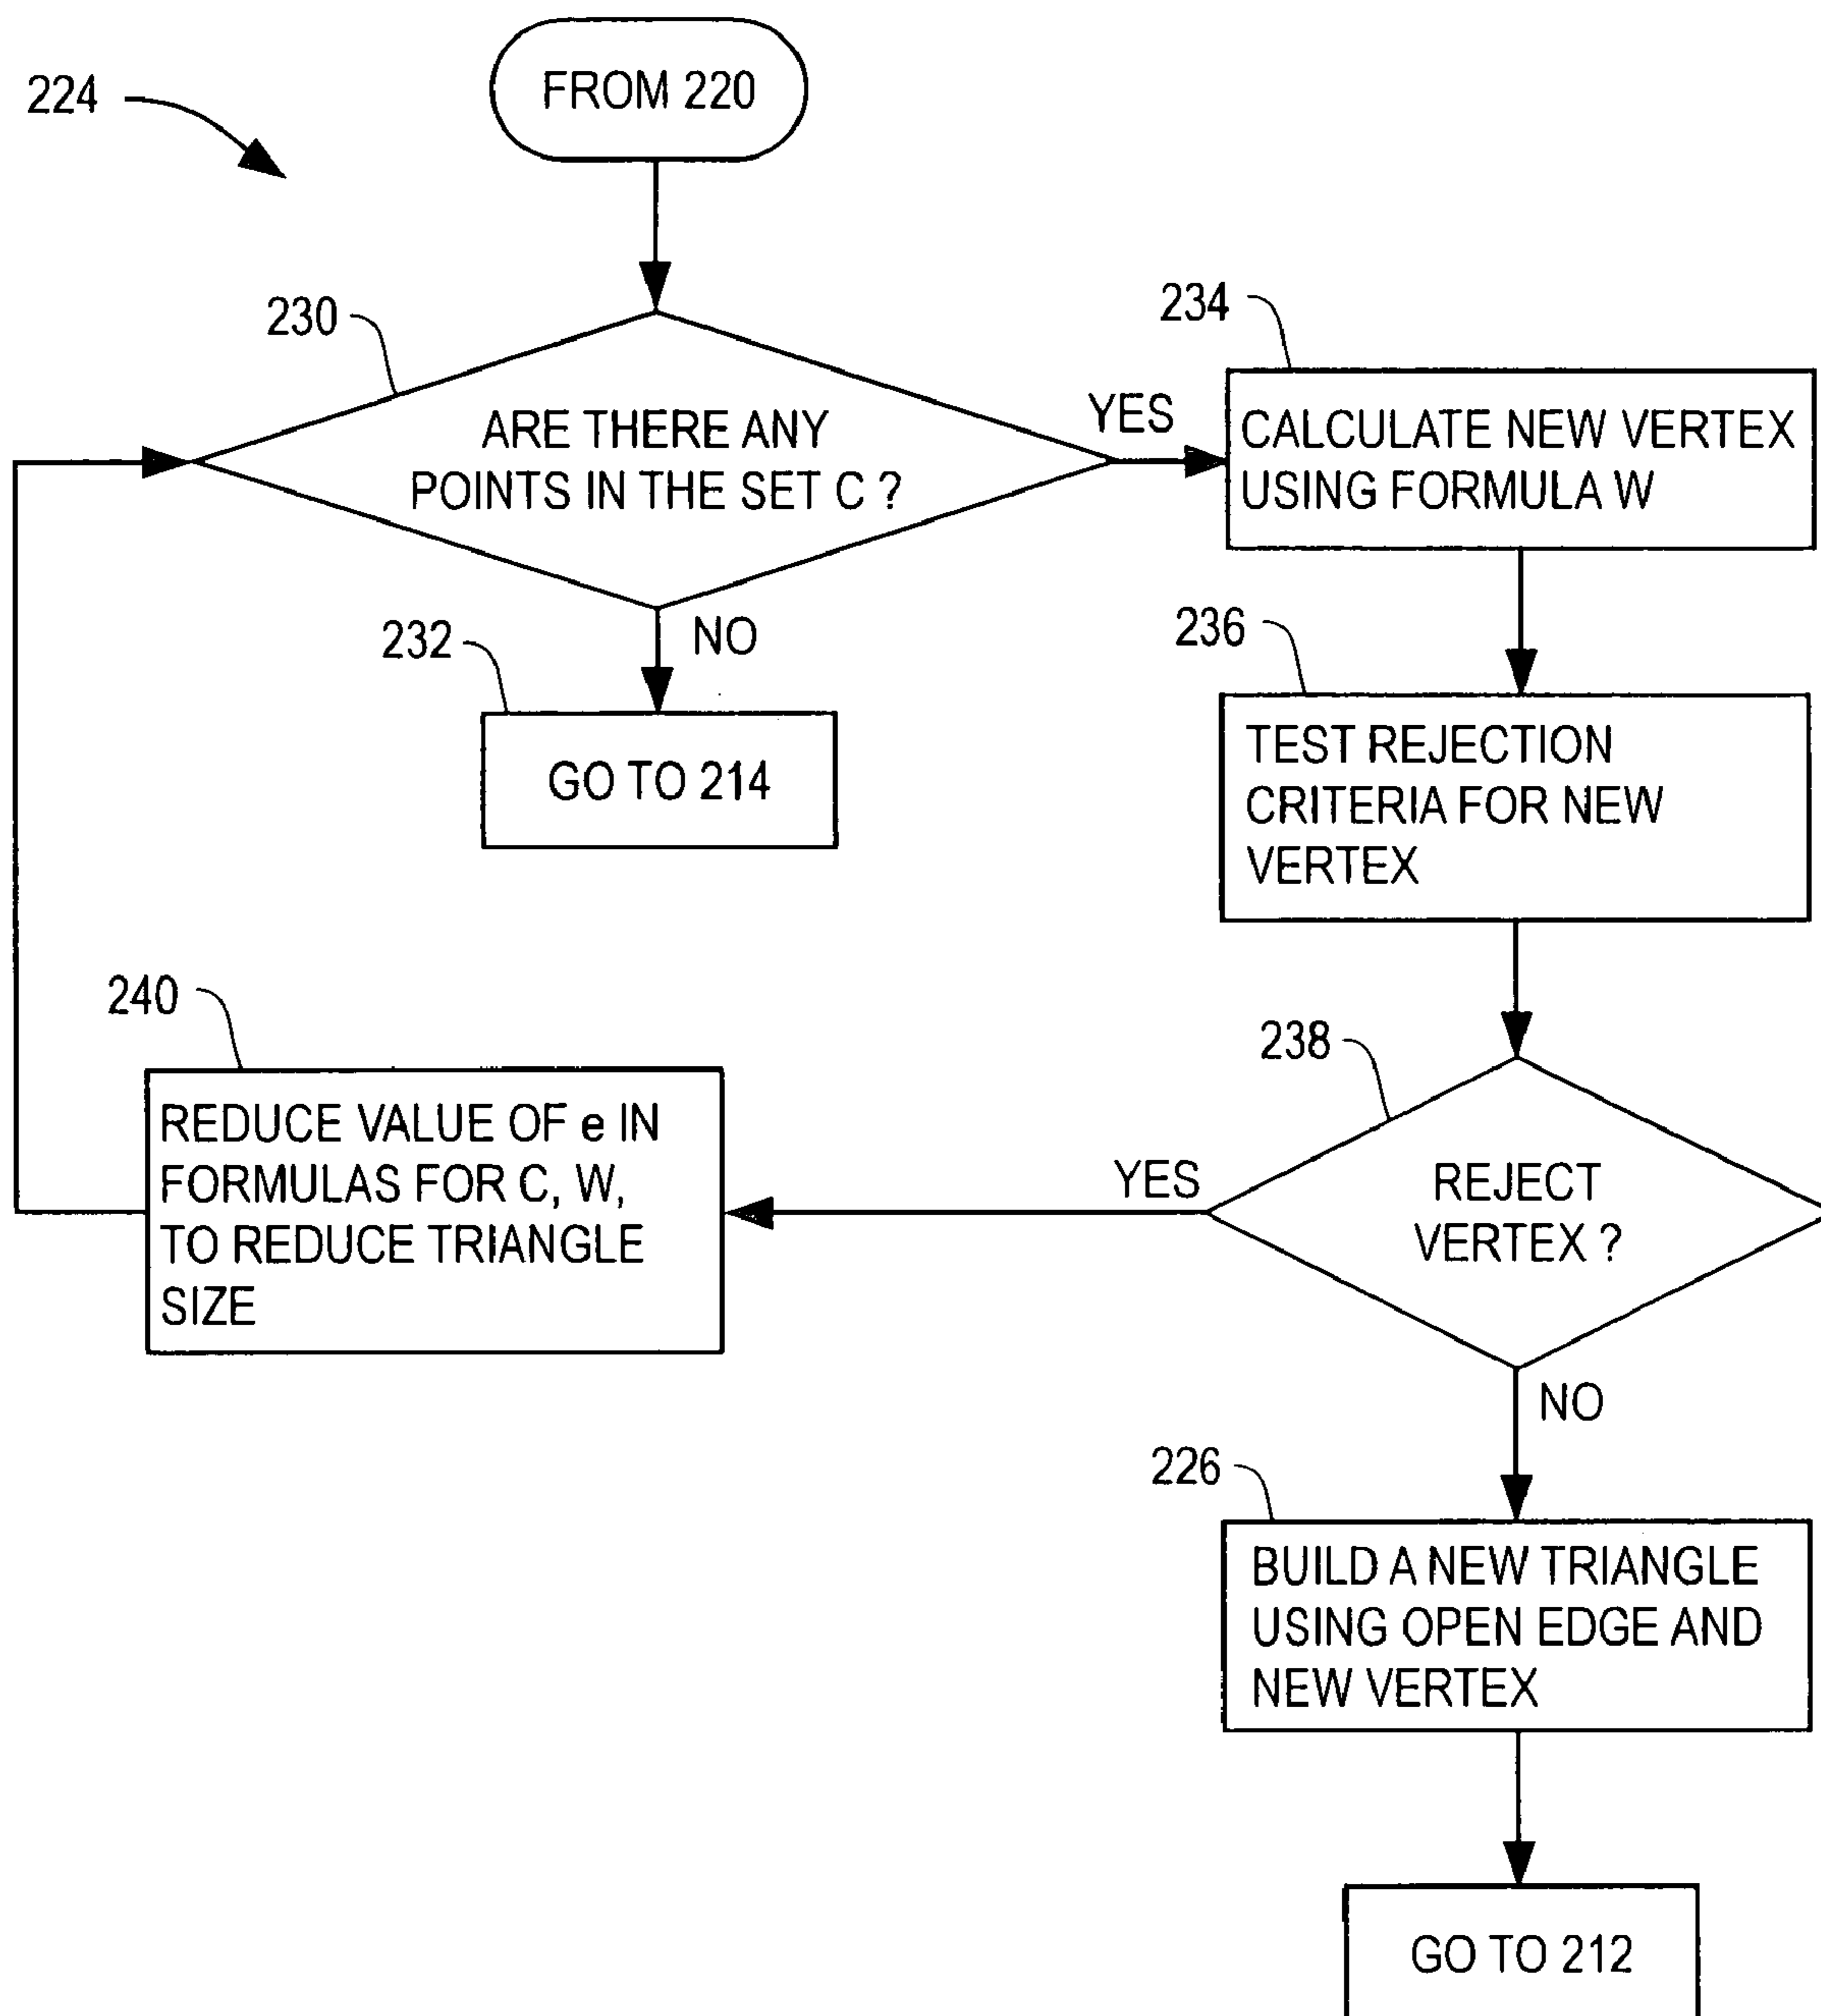 FROM 220
224
230
ARE THERE ANY
POINTS IN THE SET C ?
YES
234
CALCULATE NEW VERTEX
USING FORMULA W
NO
232
GO TO 214
236
TEST REJECTION
CRITERIA FOR NEW
VERTEX
238
REJECT
VERTEX ?
YES
240
REDUCE VALUE OF e IN
FORMULAS FOR C, W,
TO REDUCE TRIANGLE
SIZE
NO
226
BUILD A NEW TRIANGLE
USING OPEN EDGE AND
NEW VERTEX
GO TO 212